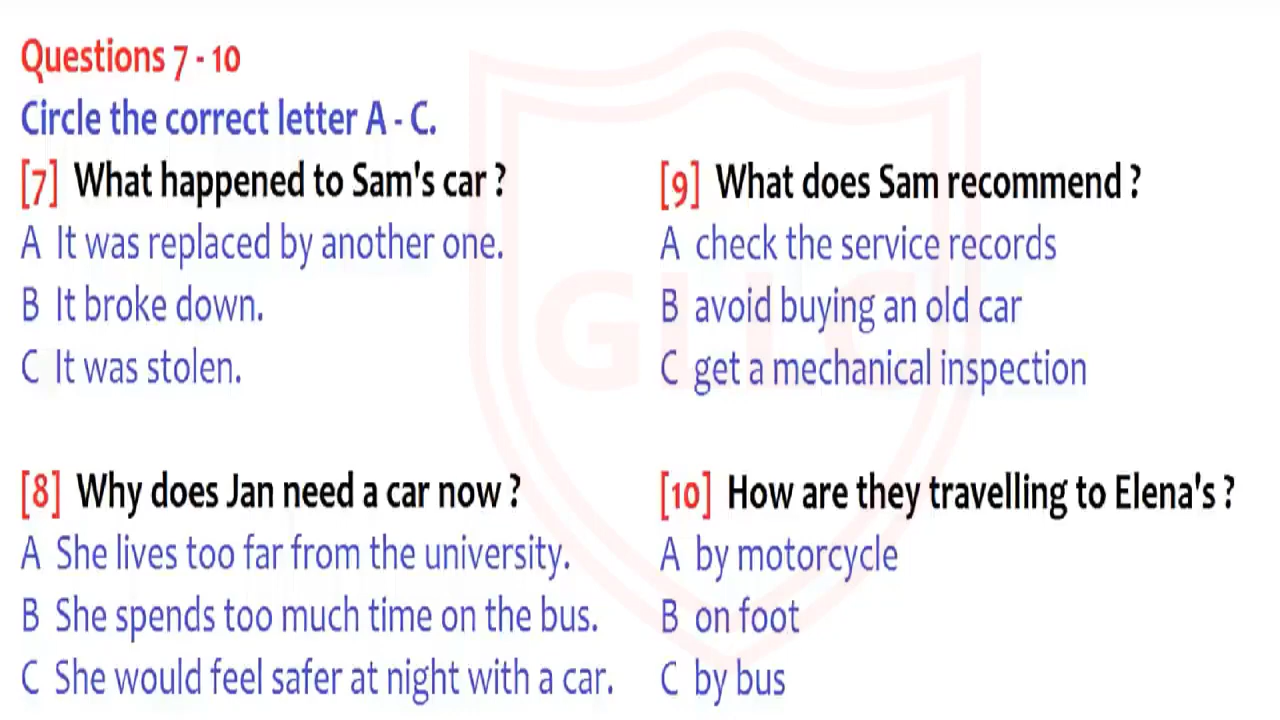 Questions 7 - 10
Circle the correct letter A - C.
[7] What happened to Sam's car ?
A It was replaced by another one.
B It broke down.
C It was stolen.
[8] Why does Jan need a car now ?
A She lives too far from the university.
B She spends too much time on the bus.
C She would feel safer at night with a car.
[9] What does Sam recommend ?
A check the service records
B avoid buying an old car
C get a mechanical inspection
[10] How are they travelling to Elena's ?
A by motorcycle
B on foot
C by bus